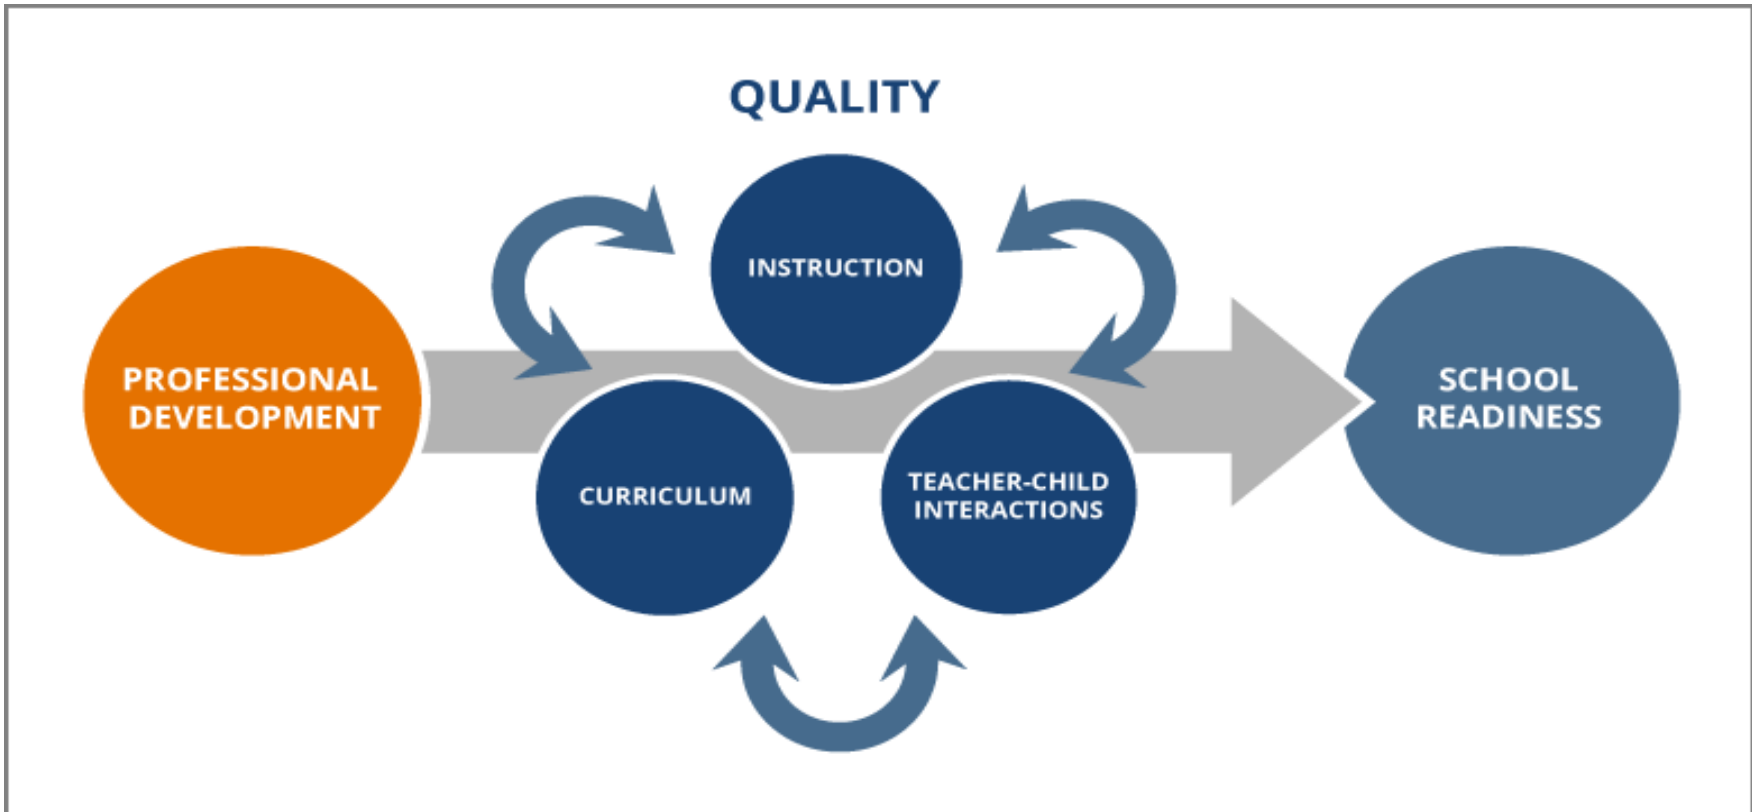 QUALITY
INSTRUCTION
PROFESSIONAL
DEVELOPMENT
SCHOOL
READINESS
CURRICULUM
TEACHER-CHILD
INTERACTIONS